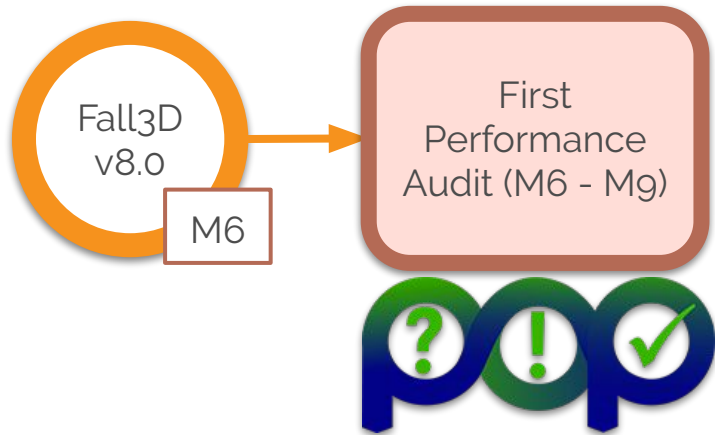 Fall3D
v8.0
M6
First
Performance
Audit (M6 - M9)
pop
? ! ✓